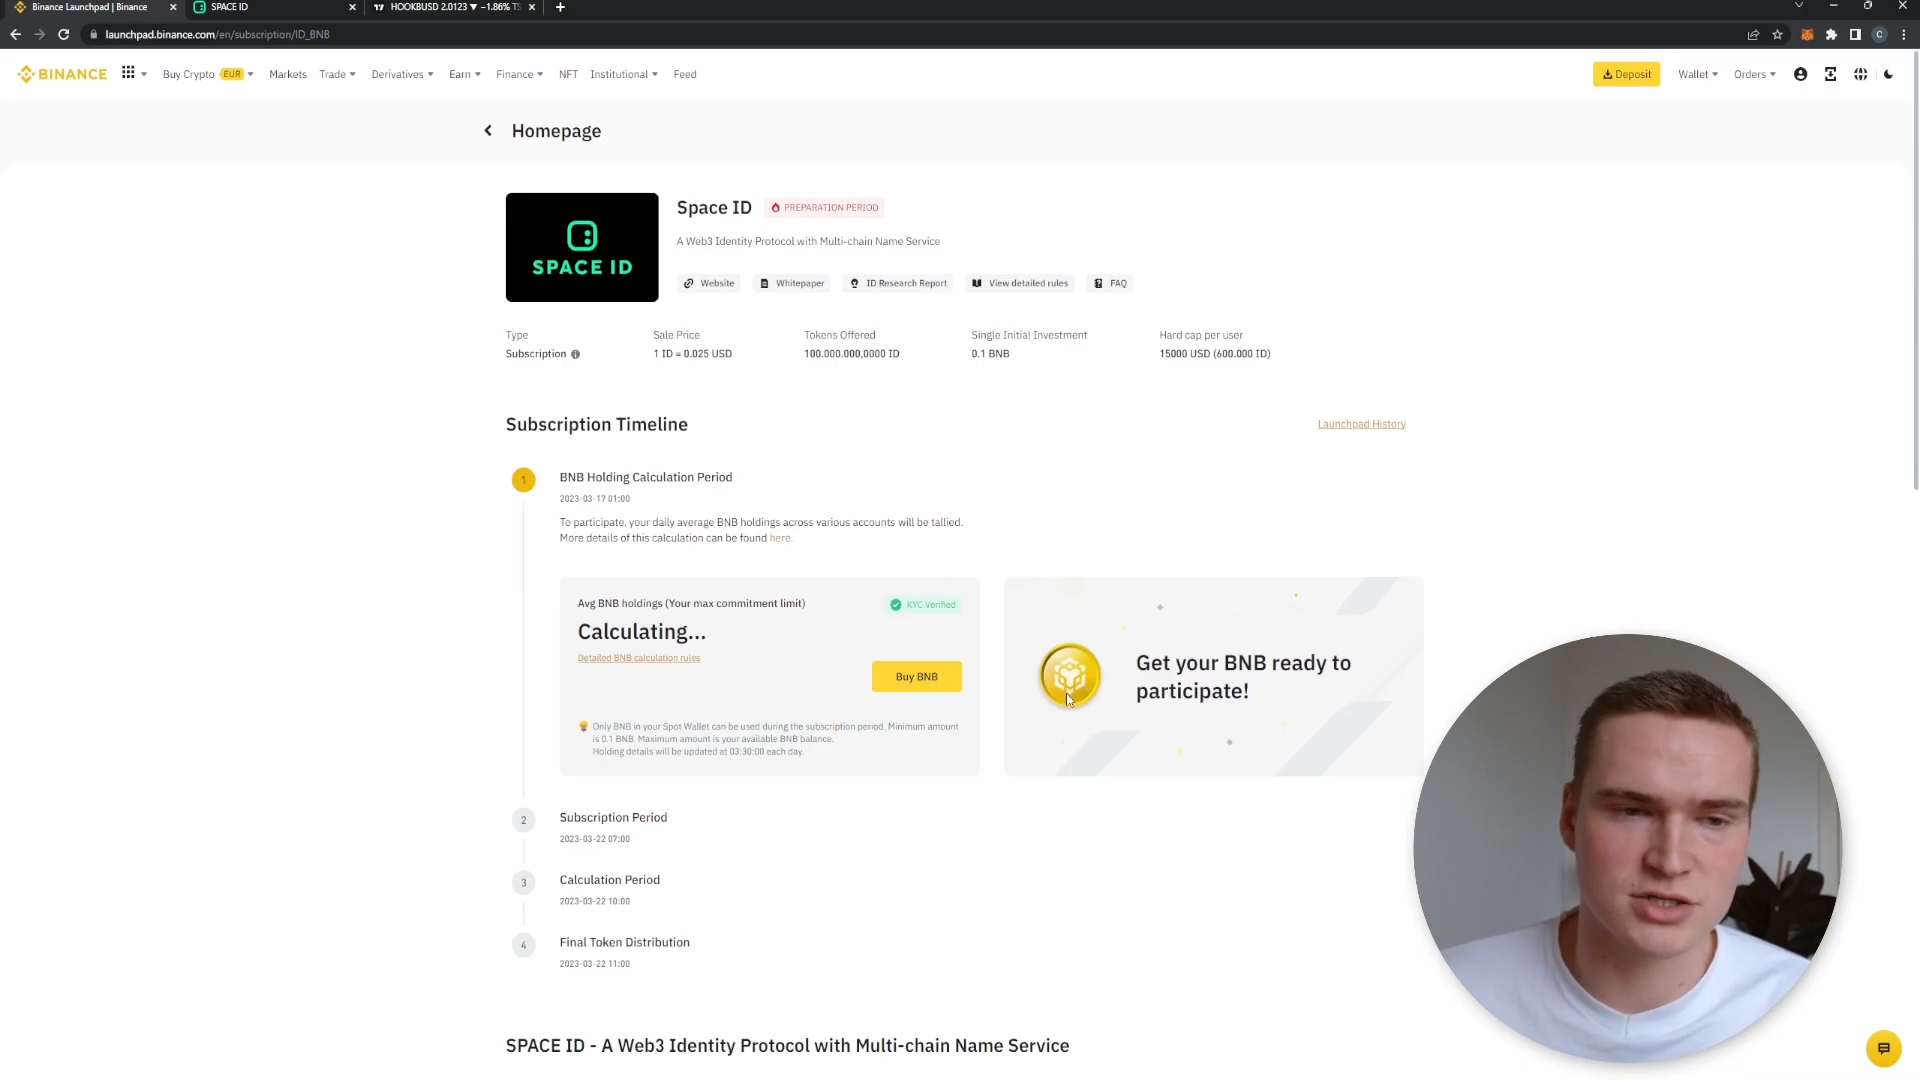 Binance Launchpad | Binance
SPACE ID
HOOKBUSD 2.0123 ▼ −1.86%
launchpad.binance.com/en/subscription/ID_BNB
BINANCE
Buy Crypto EUR
Markets
Trade
Derivatives
Earn
Finance
NFT
Institutional
Feed
Deposit
Wallet
Orders
Homepage
SPACE ID
Space ID
PREPARATION PERIOD
A Web3 Identity Protocol with Multi-chain Name Service
Website
Whitepaper
ID Research Report
View detailed rules
FAQ
Type
Subscription
Sale Price
1 ID = 0.025 USD
Tokens Offered
100.000.000,0000 ID
Single Initial Investment
0.1 BNB
Hard cap per user
15000 USD (600.000 ID)
Subscription Timeline
Launchpad History
1
BNB Holding Calculation Period
2023-03-17 01:00
To participate, your daily average BNB holdings across various accounts will be tallied.
More details of this calculation can be found here.
Avg BNB holdings (Your max commitment limit)
KYC Verified
Calculating...
Detailed BNB calculation rules
Buy BNB
Only BNB in your Spot Wallet can be used during the subscription period. Minimum amount
is 0.1 BNB. Maximum amount is your available BNB balance.
Holding details will be updated at 03:30:00 each day.
Get your BNB ready to
participate!
2
Subscription Period
2023-03-22 07:00
3
Calculation Period
2023-03-22 10:00
4
Final Token Distribution
2023-03-22 11:00
SPACE ID - A Web3 Identity Protocol with Multi-chain Name Service